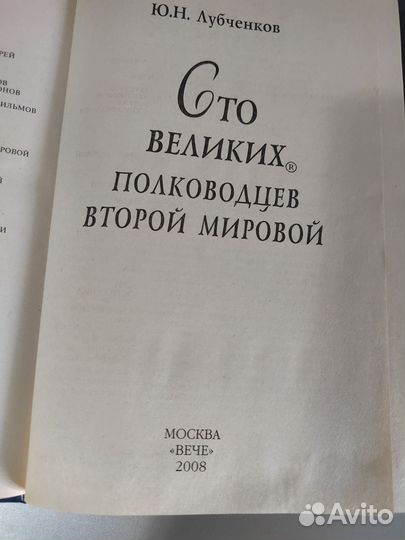 Ю.Н. Лубченков
Сто
ВЕЛИКИХ®
ПОЛКОВОДЦЕВ
ВТОРОЙ МИРОВОЙ
МОСКВА
«ВЕЧЕ»
2008
Avito